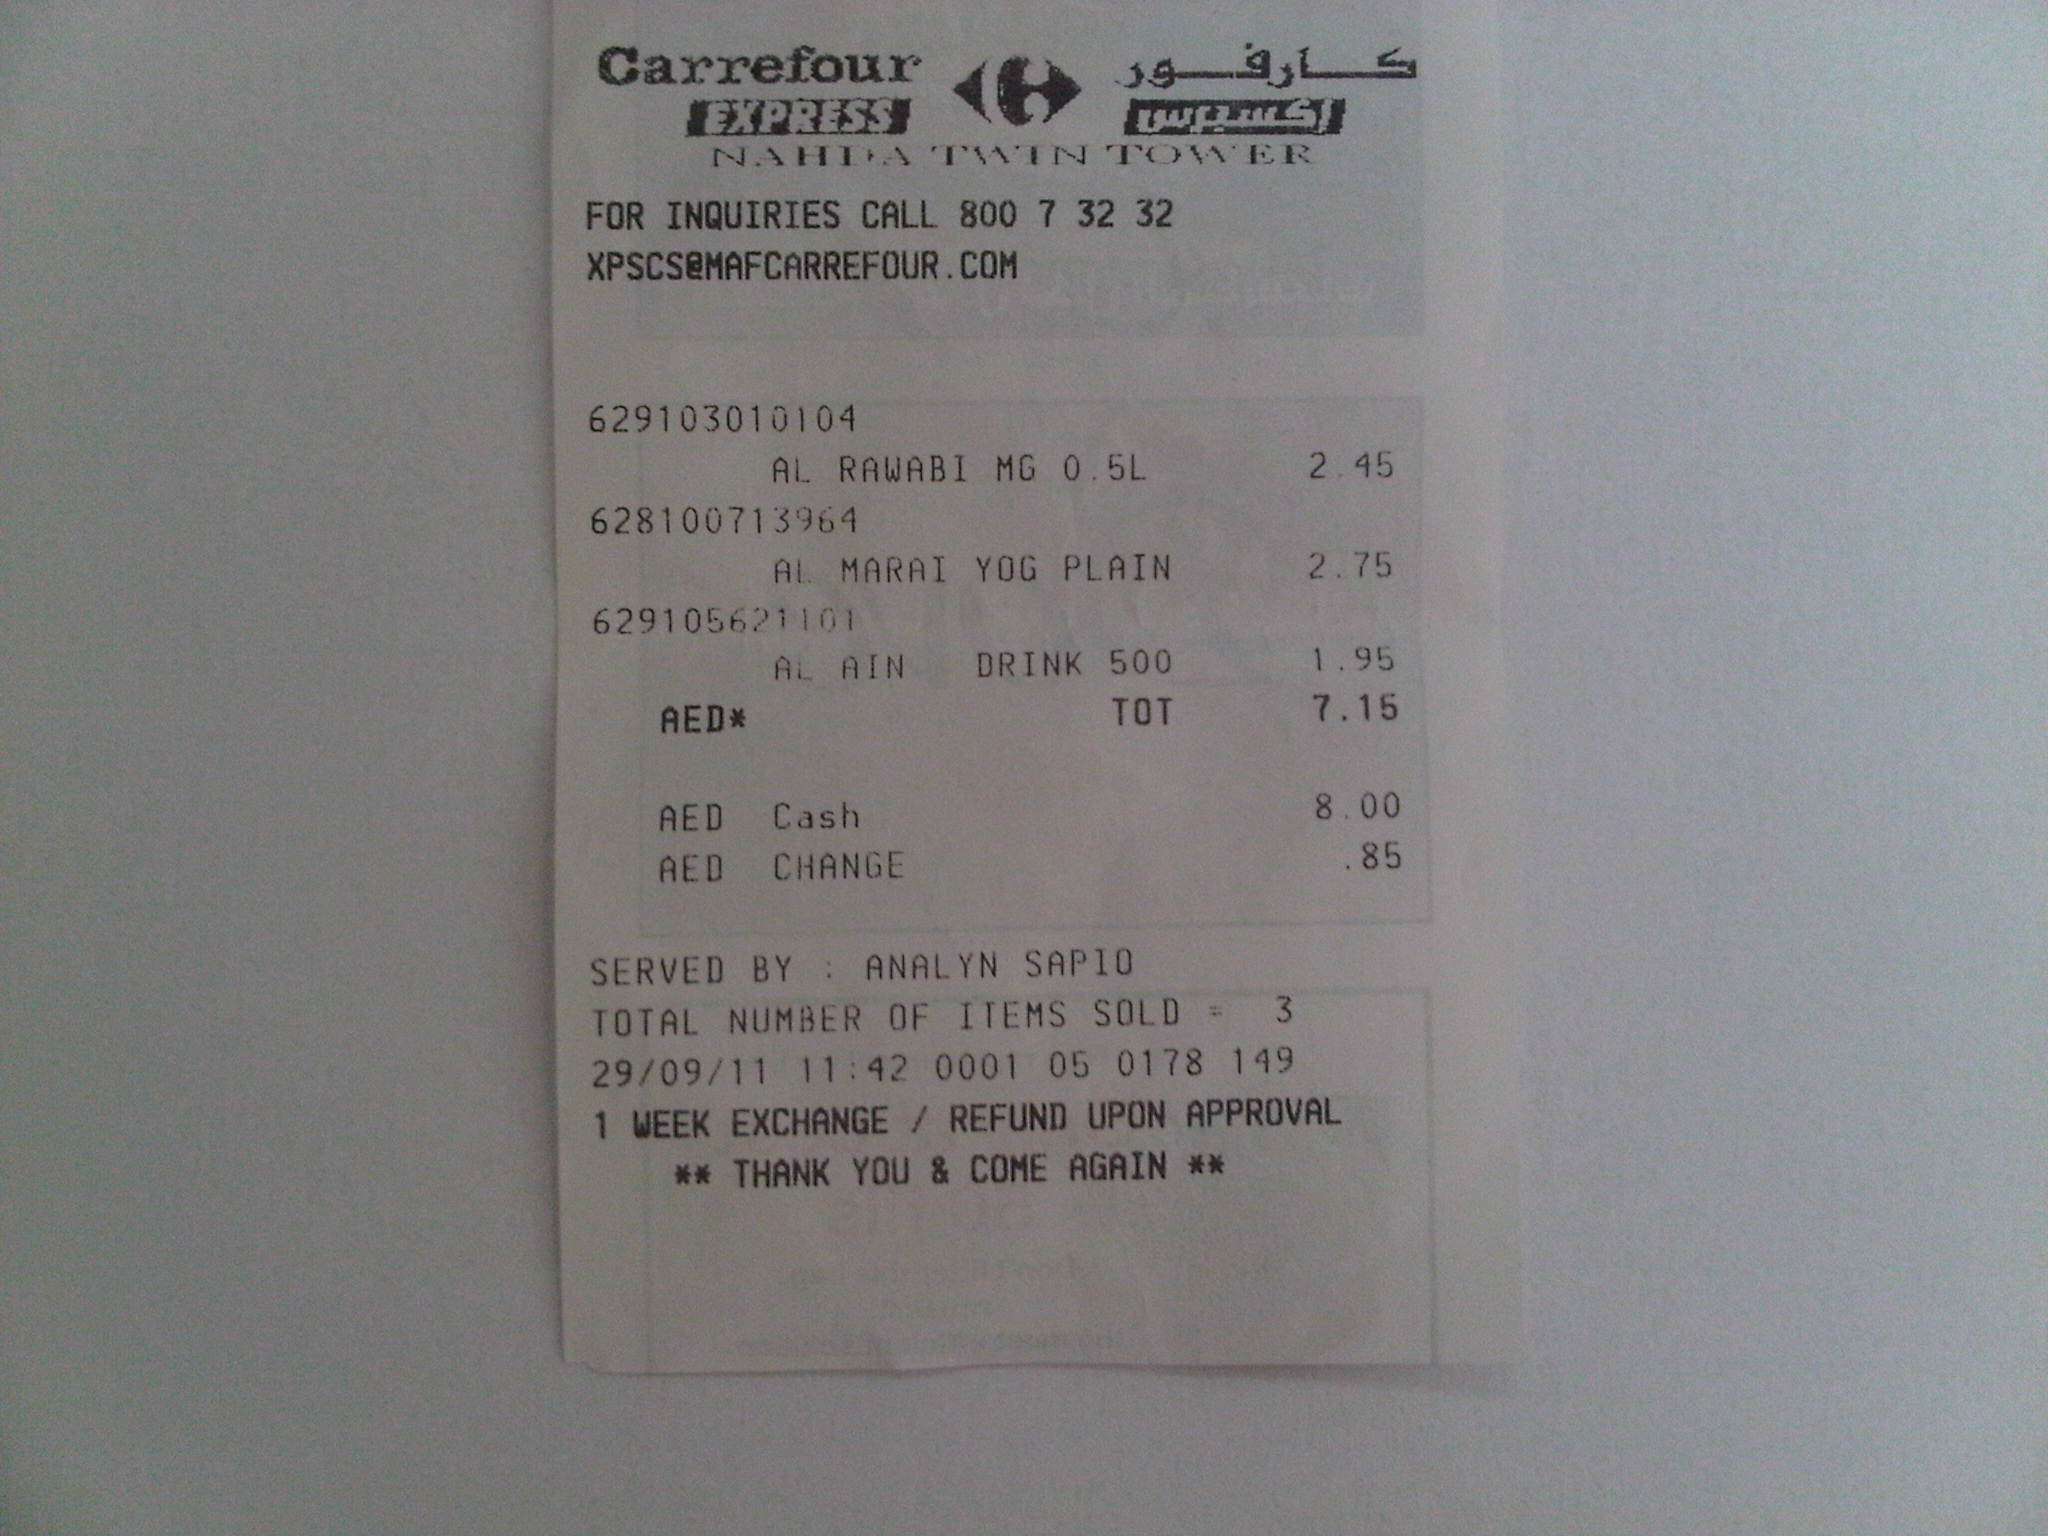 Carrefour كارفور
EXPRESS إكسبرس
NAHDA TWIN TOWER
FOR INQUIRIES CALL 800 7 32 32
XPSCS@MAFCARREFOUR.COM
629103010104
AL RAWABI MG 0.5L 2.45
628100713964
AL MARAI YOG PLAIN 2.75
629105621101
AL AIN DRINK 500 1.95
AED* TOT 7.15
AED Cash 8.00
AED CHANGE .85
SERVED BY : ANALYN SAPIO
TOTAL NUMBER OF ITEMS SOLD = 3
29/09/11 11:42 0001 05 0178 149
1 WEEK EXCHANGE / REFUND UPON APPROVAL
** THANK YOU & COME AGAIN **